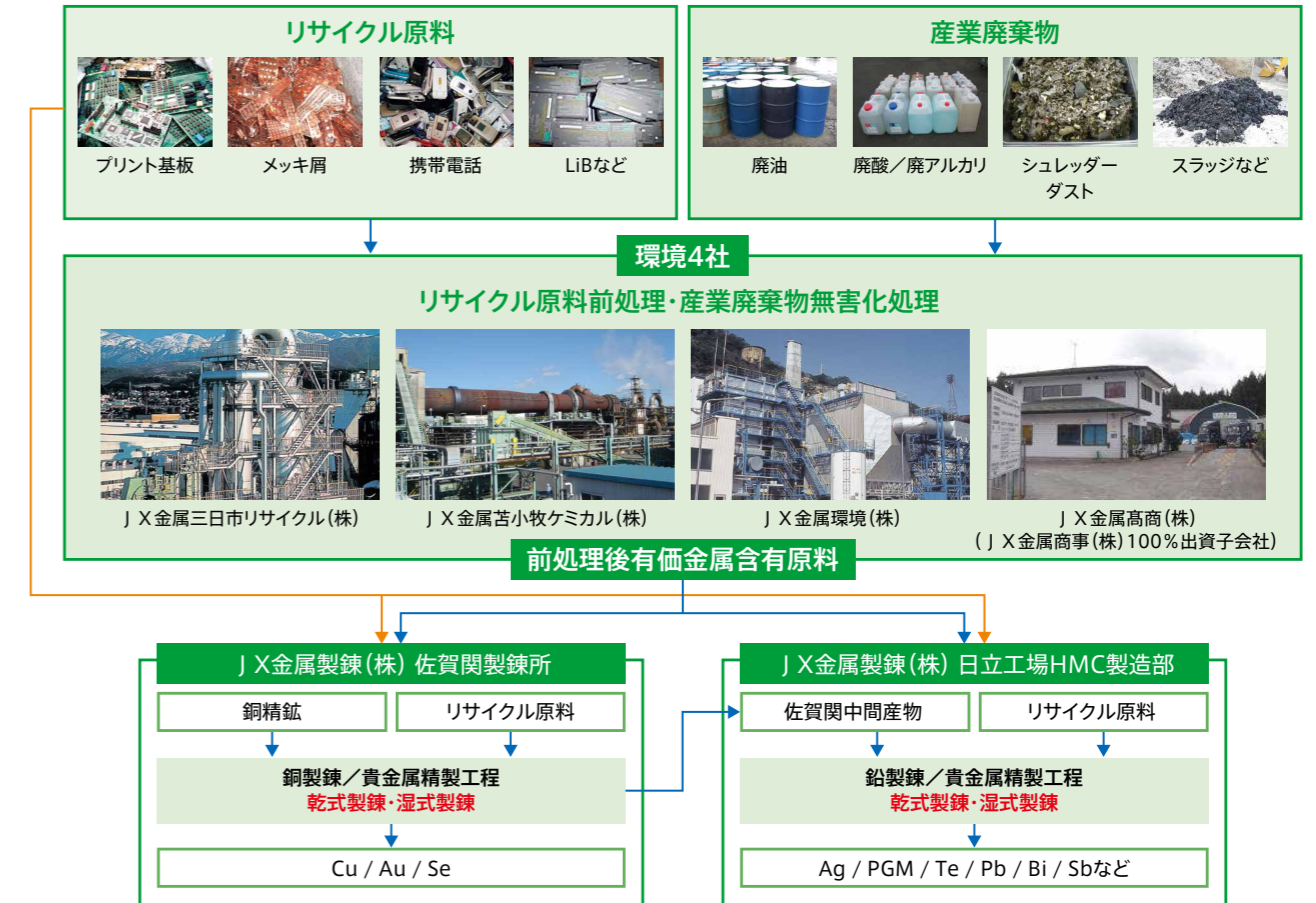 リサイクル原料
プリント基板
メッキ屑
携帯電話
LiBなど
産業廃棄物
廃油
廃酸／廃アルカリ
シュレッダー
ダスト
スラッジなど
環境4社
リサイクル原料前処理・産業廃棄物無害化処理
ＪＸ金属三日市リサイクル（株）
ＪＸ金属苫小牧ケミカル（株）
ＪＸ金属環境（株）
ＪＸ金属髙商（株）
（ＪＸ金属商事（株）100％出資子会社）
前処理後有価金属含有原料
ＪＸ金属製錬（株） 佐賀関製錬所
銅精鉱
リサイクル原料
銅製錬／貴金属精製工程
乾式製錬・湿式製錬
Cu / Au / Se
ＪＸ金属製錬（株） 日立工場HMC製造部
佐賀関中間産物
リサイクル原料
鉛製錬／貴金属精製工程
乾式製錬・湿式製錬
Ag / PGM / Te / Pb / Bi / Sbなど